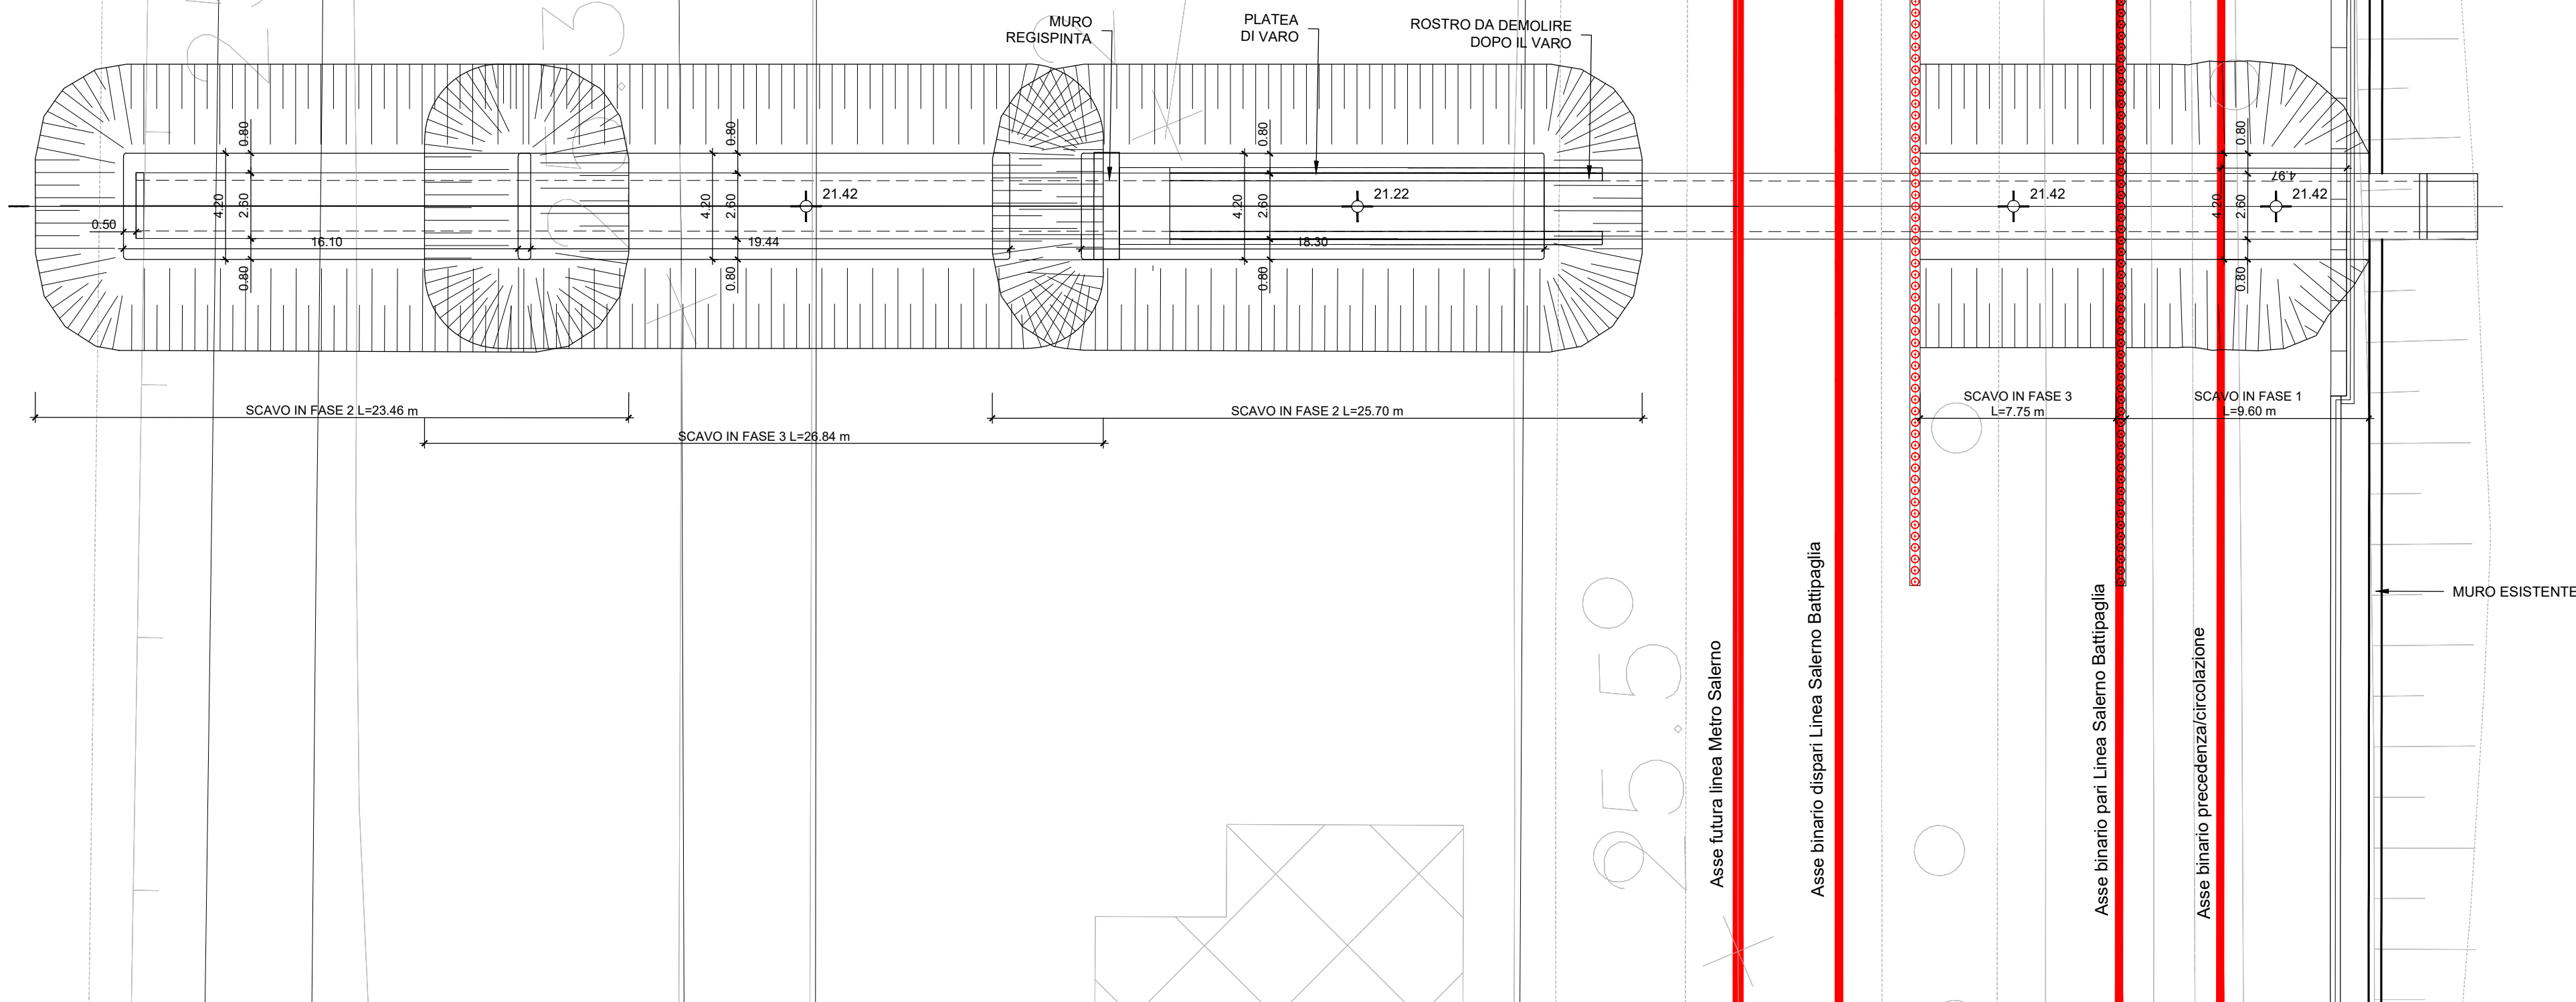 MURO
REGISPINTA
PLATEA
DI VARO
ROSTRO DA DEMOLIRE
DOPO IL VARO
0.80
4.20
2.60
0.50
16.10
0.80
0.80
4.20
2.60
21.42
19.44
0.80
0.80
4.20
2.60
21.22
18.30
0.80
21.42
0.80
4.97
4.20
2.60
21.42
0.80
SCAVO IN FASE 2 L=23.46 m
SCAVO IN FASE 3 L=26.84 m
SCAVO IN FASE 2 L=25.70 m
SCAVO IN FASE 3
L=7.75 m
SCAVO IN FASE 1
L=9.60 m
MURO ESISTENTE
25.5
Asse futura linea Metro Salerno
Asse binario dispari Linea Salerno Battipaglia
Asse binario pari Linea Salerno Battipaglia
Asse binario precedenza/circolazione